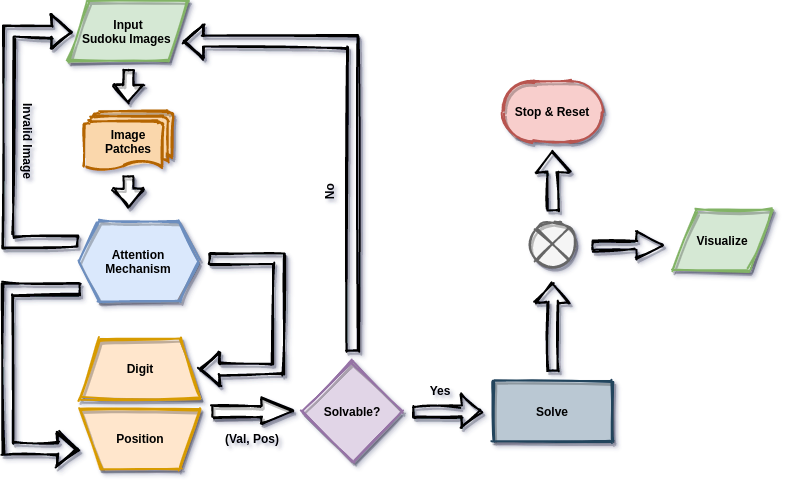 Input
Sudoku Images
Invalid Image
Image
Patches
No
Attention
Mechanism
Digit
Position
(Val, Pos)
Solvable?
Yes
Solve
Stop & Reset
Visualize